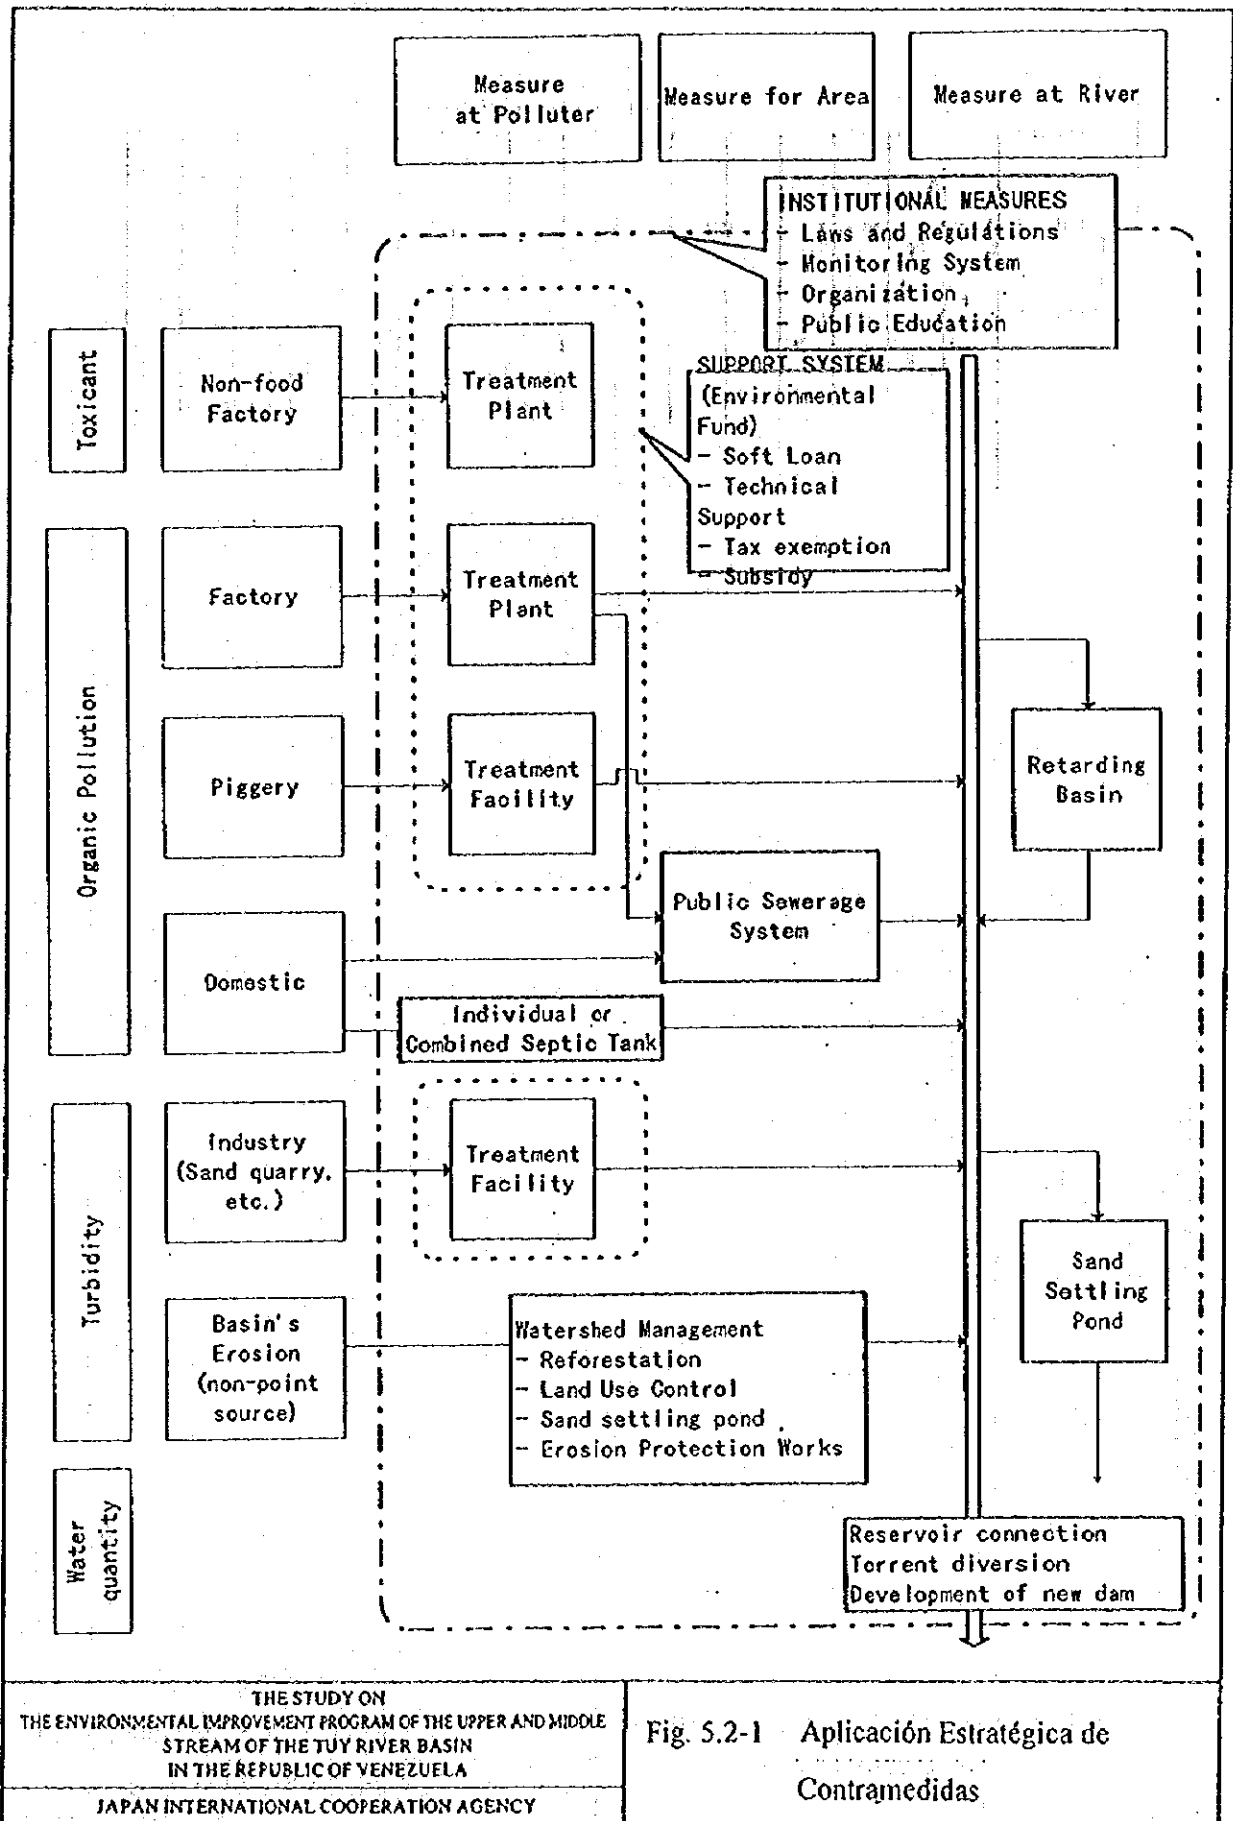 Measure
at Polluter
Measure for Area
Measure at River
INSTITUTIONAL MEASURES
- Laws and Regulations
- Monitoring System
- Organization
- Public Education
SUPPORT SYSTEM
(Environmental
Fund)
- Soft Loan
- Technical
Support
- Tax exemption
- Subsidy
Toxicant
Non-food
Factory
Treatment
Plant
Organic Pollution
Factory
Treatment
Plant
Piggery
Treatment
Facility
Retarding
Basin
Public Sewerage
System
Domestic
Individual or
Combined Septic Tank
Turbidity
Industry
(Sand quarry,
etc.)
Treatment
Facility
Sand
Settling
Pond
Basin's
Erosion
(non-point
source)
Watershed Management
- Reforestation
- Land Use Control
- Sand settling pond
- Erosion Protection Works
Water
quantity
Reservoir connection
Torrent diversion
Development of new dam
THE STUDY ON
THE ENVIRONMENTAL IMPROVEMENT PROGRAM OF THE UPPER AND MIDDLE
STREAM OF THE TUY RIVER BASIN
IN THE REPUBLIC OF VENEZUELA
JAPAN INTERNATIONAL COOPERATION AGENCY
Fig. 5.2-1 Aplicación Estratégica de
Contramedidas